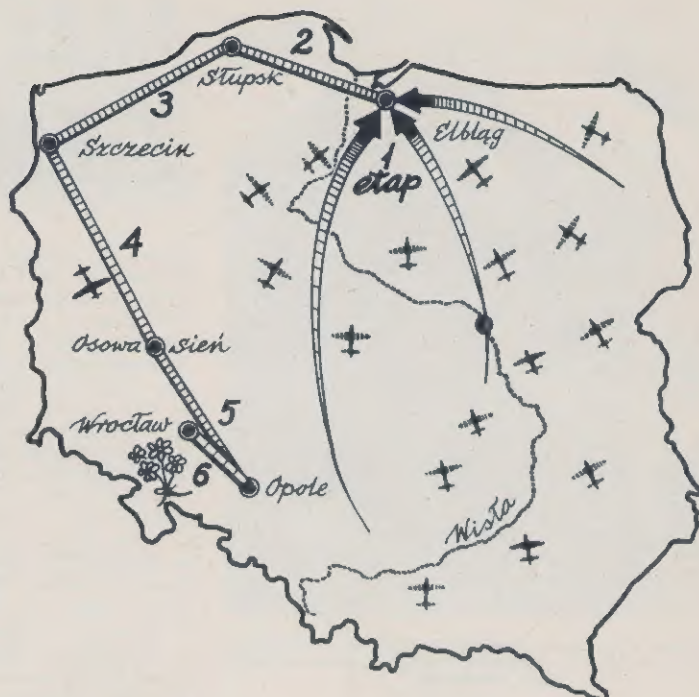 2
Słupsk
3
Szczecin
Elbląg
1
etap
4
Osowa Sień
5
Wrocław
6
Opole
Wisła